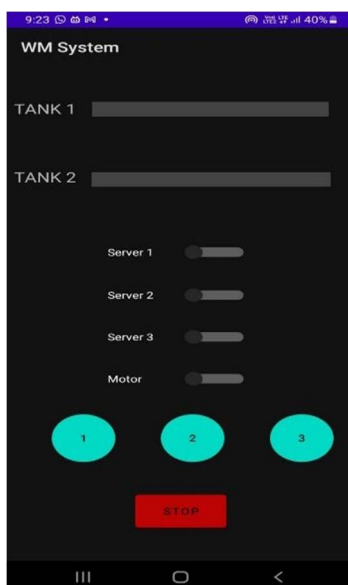 9:23 40%
WM System
TANK 1
TANK 2
Server 1
Server 2
Server 3
Motor
1 2 3
STOP